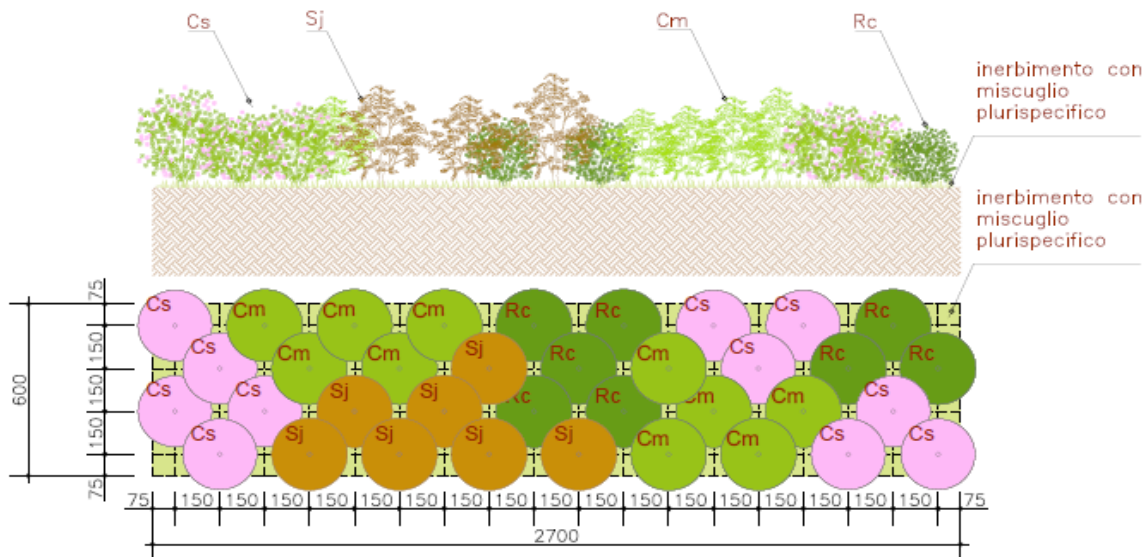 Cs Sj Cm Rc
inerbimento con
miscuglio
plurispecifico
inerbimento con
miscuglio
plurispecifico
75
Cs Cm Cm Cm Rc Rc Cs Cs Rc
150
Cs Cm Cm Sj Rc Cm Cs Rc Rc
600
150
Cs Cs Sj Sj Rc Rc Cm Cm Cs
150
Cs Sj Sj Sj Sj Cm Cm Cs Cs
75
75 150 150 150 150 150 150 150 150 150 150 150 150 150 150 150 150 150 75
2700